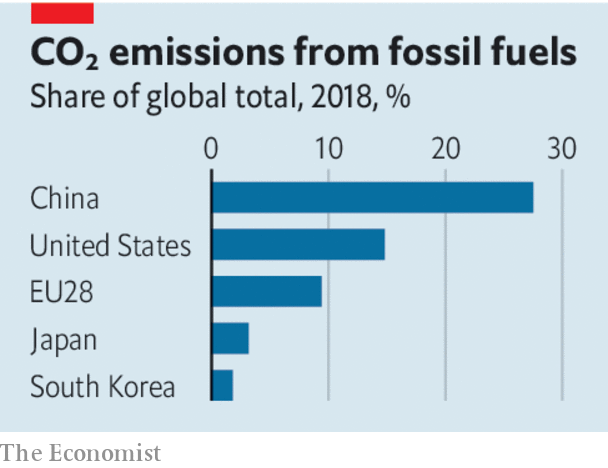 CO₂ emissions from fossil fuels
Share of global total, 2018, %
0 10 20 30
China
United States
EU28
Japan
South Korea
The Economist